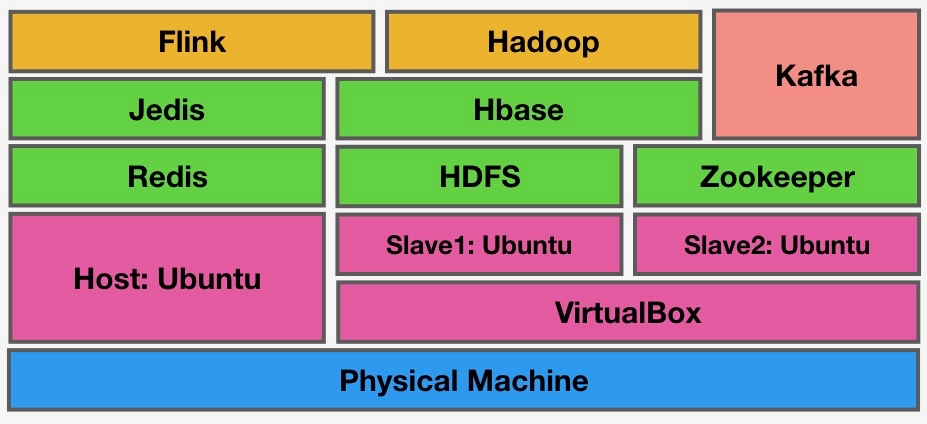 Flink
Hadoop
Kafka
Jedis
Hbase
Redis
HDFS
Zookeeper
Host: Ubuntu
Slave1: Ubuntu
Slave2: Ubuntu
VirtualBox
Physical Machine